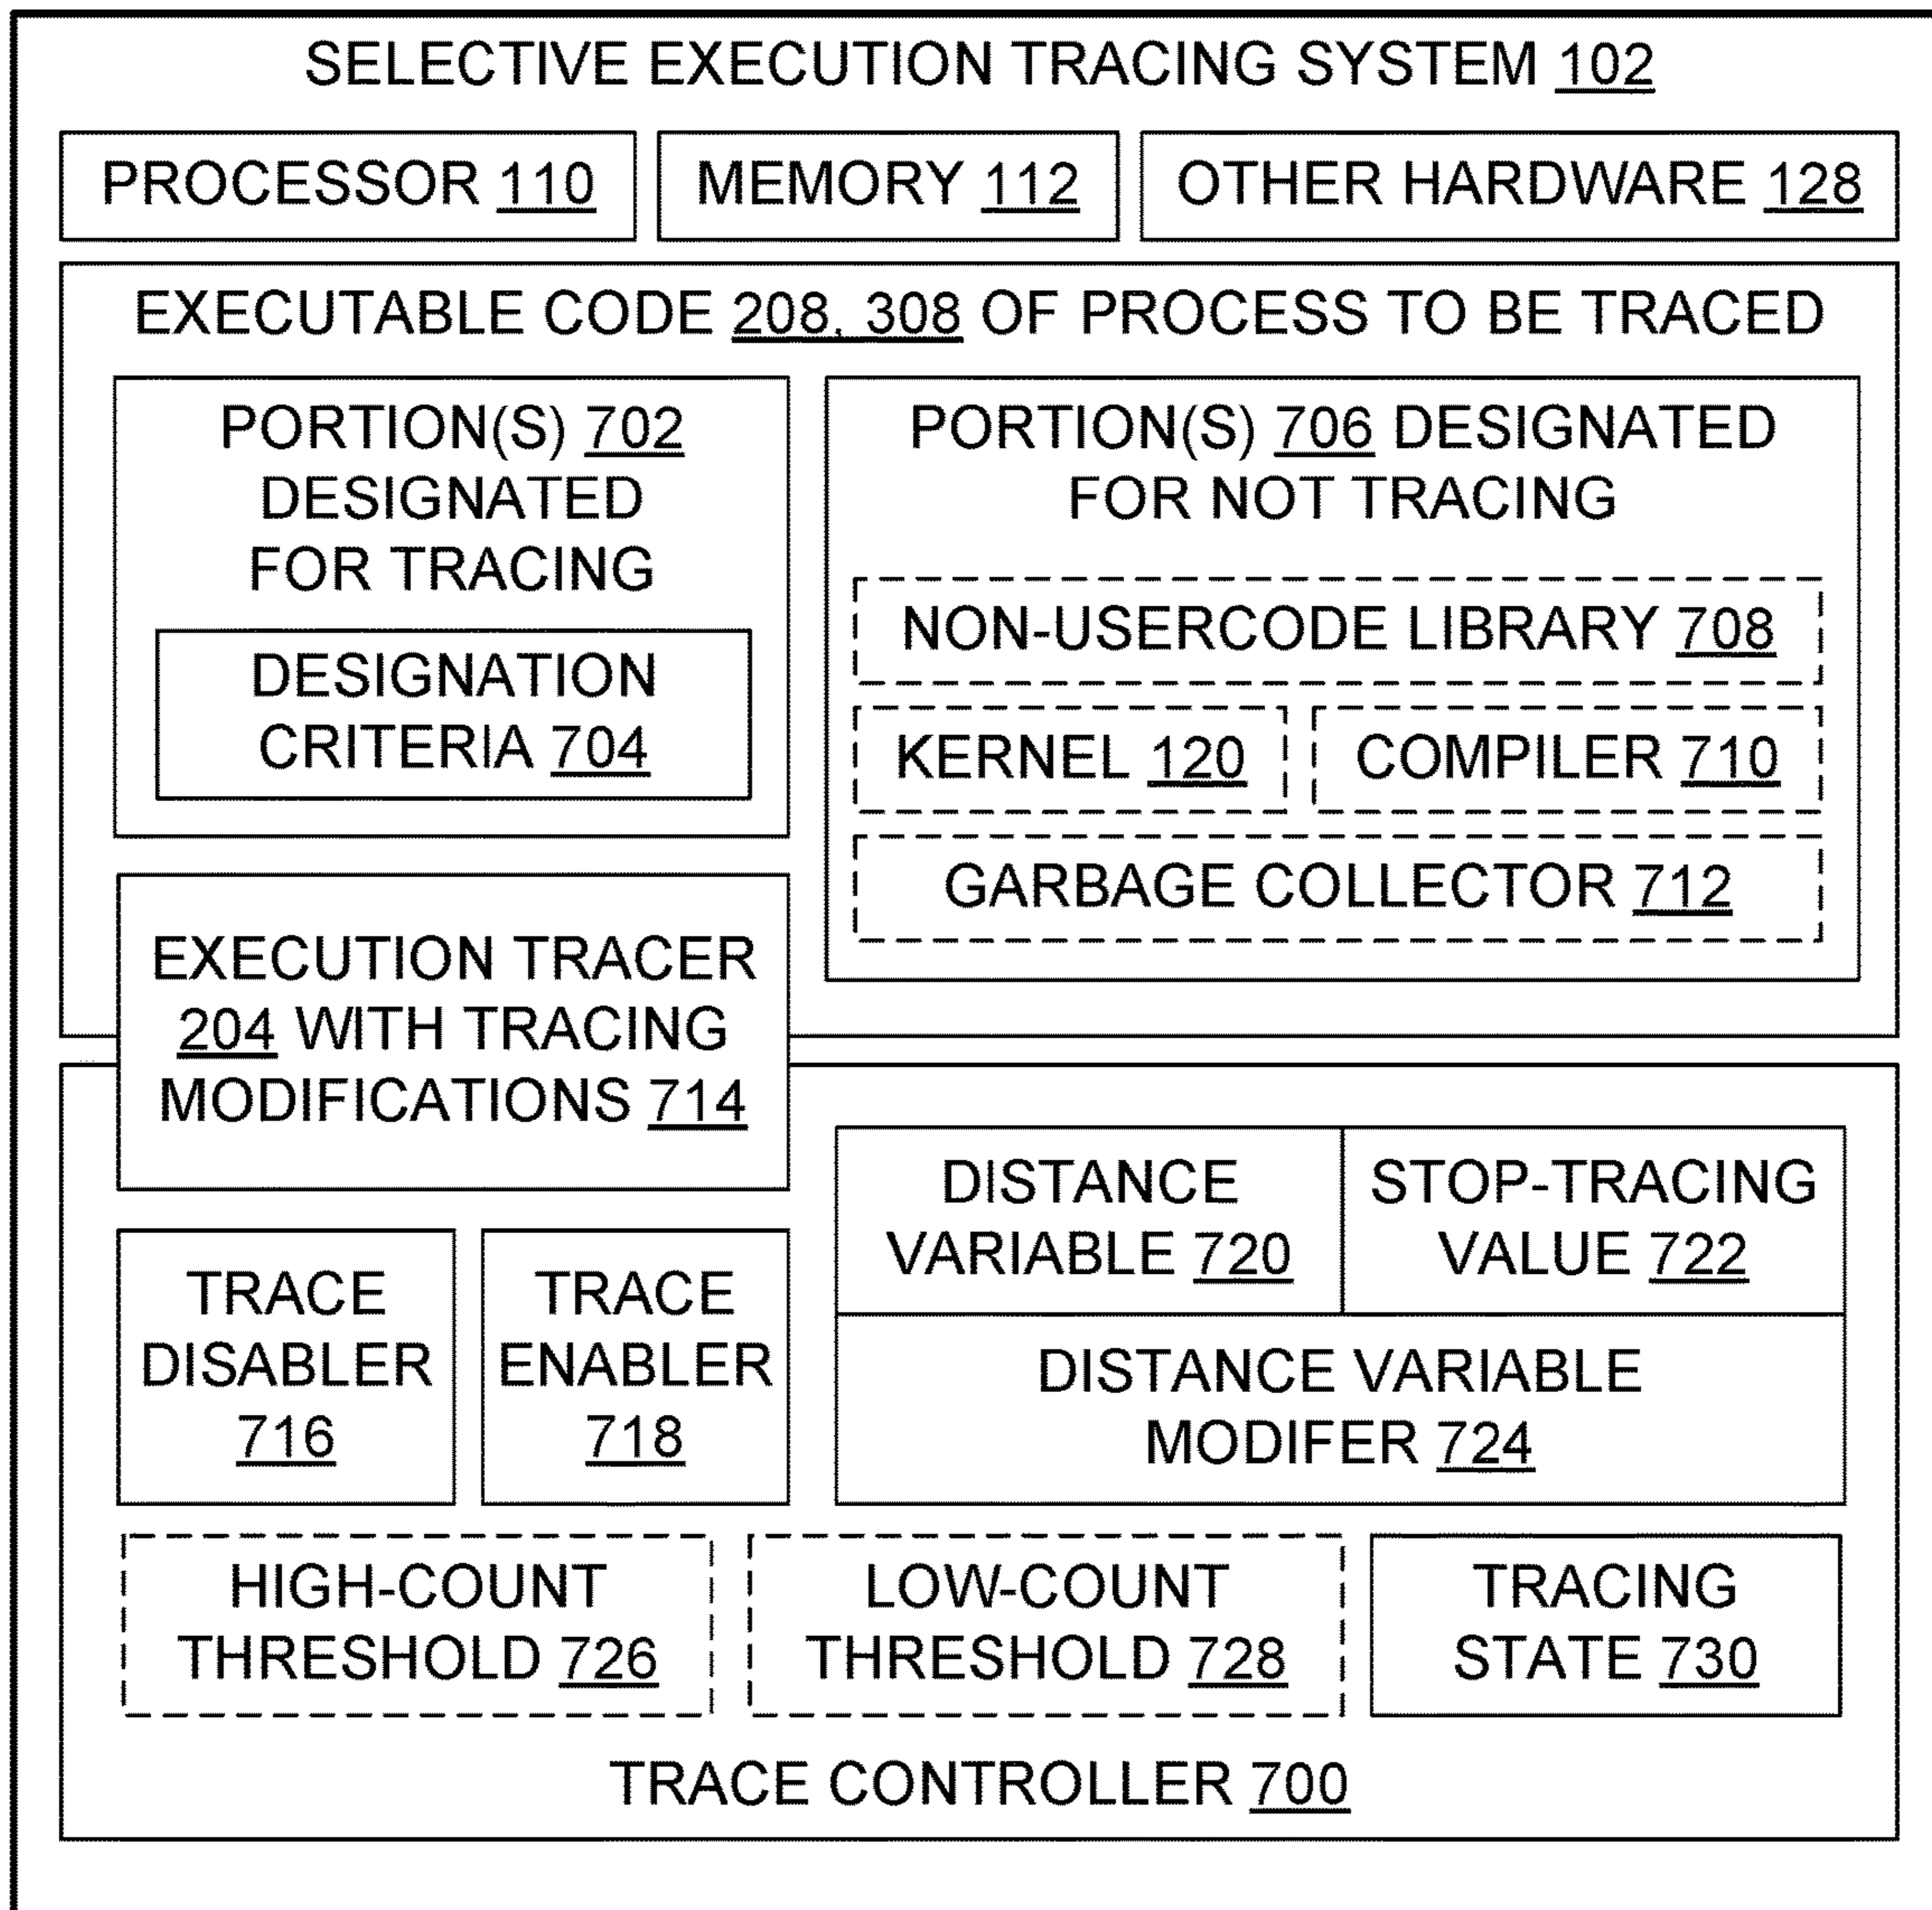 SELECTIVE EXECUTION TRACING SYSTEM 102
PROCESSOR 110
MEMORY 112
OTHER HARDWARE 128
EXECUTABLE CODE 208, 308 OF PROCESS TO BE TRACED
PORTION(S) 702
DESIGNATED
FOR TRACING
DESIGNATION
CRITERIA 704
PORTION(S) 706 DESIGNATED
FOR NOT TRACING
NON-USERCODE LIBRARY 708
KERNEL 120
COMPILER 710
GARBAGE COLLECTOR 712
EXECUTION TRACER
204 WITH TRACING
MODIFICATIONS 714
TRACE
DISABLER
716
TRACE
ENABLER
718
DISTANCE
VARIABLE 720
STOP-TRACING
VALUE 722
DISTANCE VARIABLE
MODIFER 724
HIGH-COUNT
THRESHOLD 726
LOW-COUNT
THRESHOLD 728
TRACING
STATE 730
TRACE CONTROLLER 700